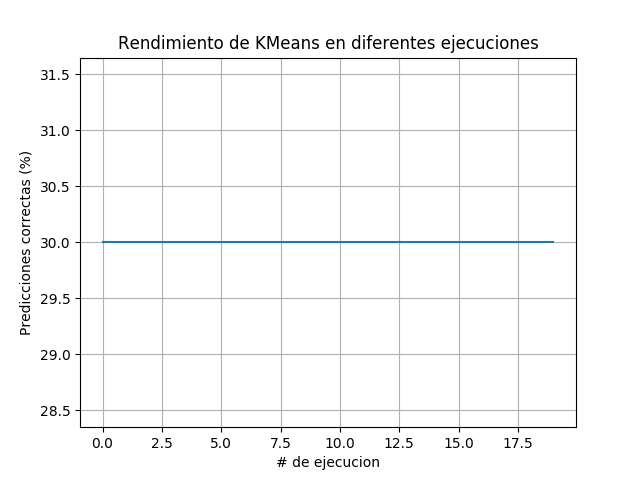 Rendimiento de KMeans en diferentes ejecuciones
Predicciones correctas (%)
31.5
31.0
30.5
30.0
29.5
29.0
28.5
0.0 2.5 5.0 7.5 10.0 12.5 15.0 17.5
# de ejecucion